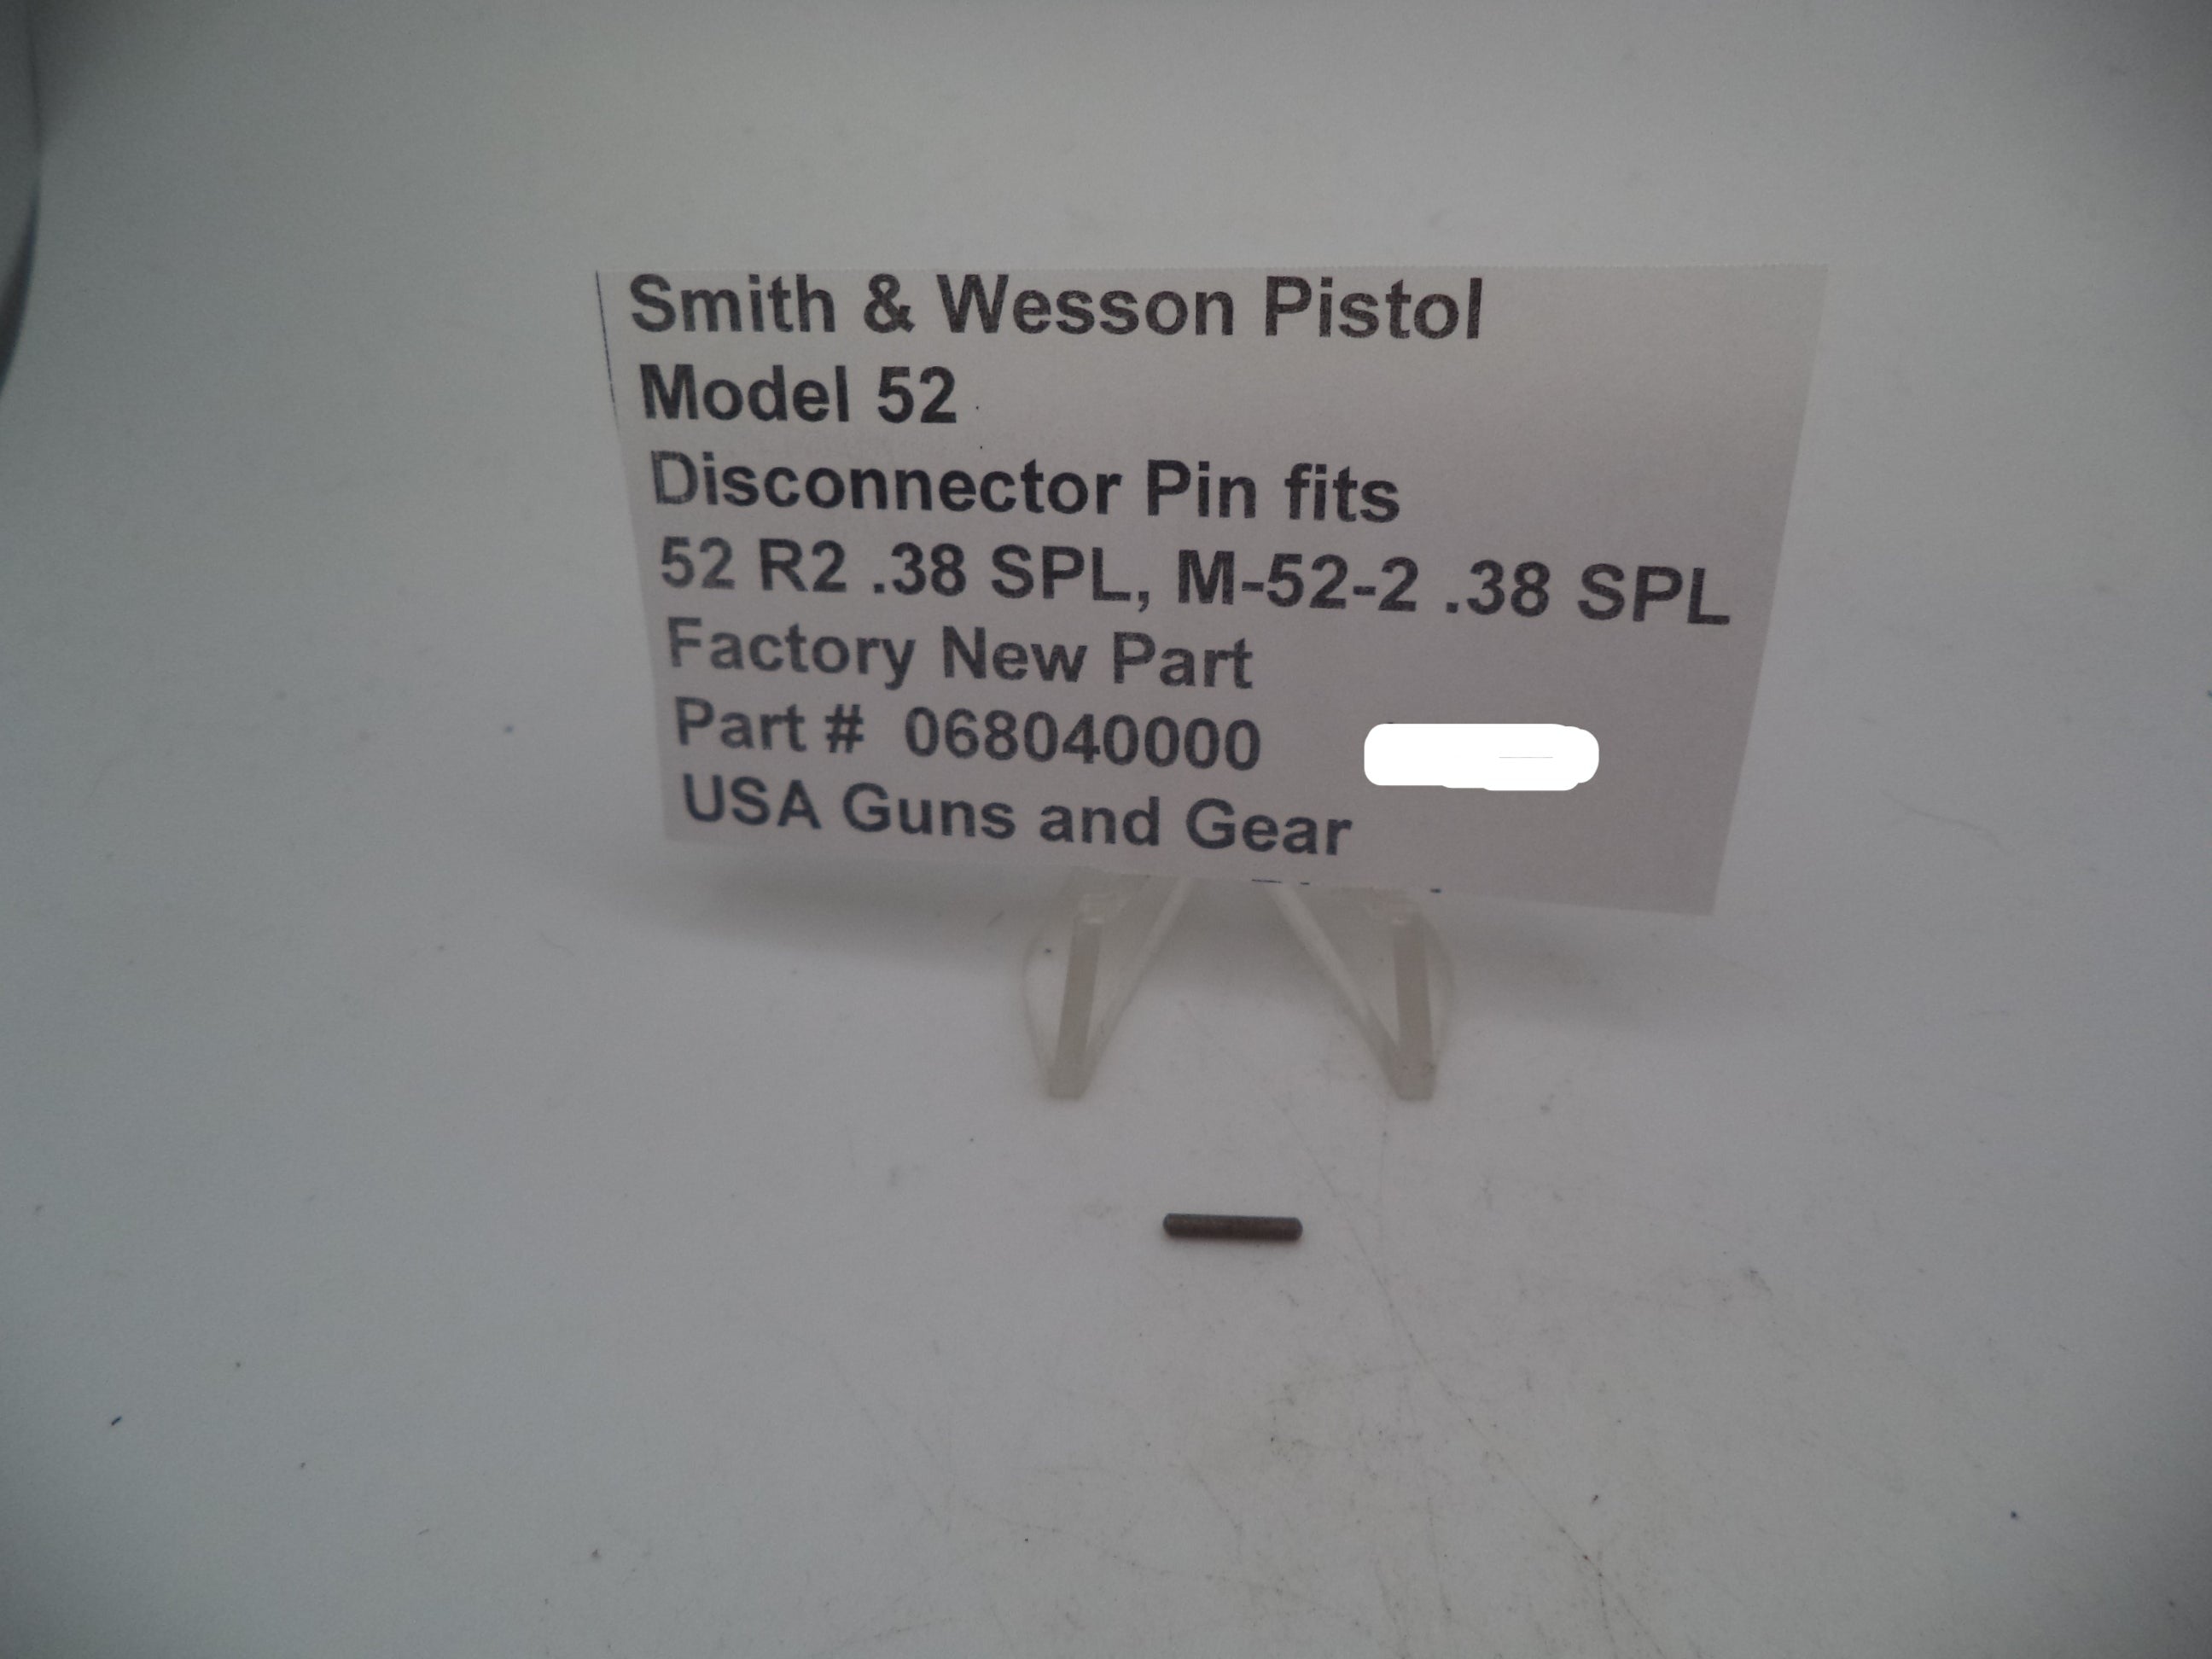 Smith & Wesson Pistol
Model 52
Disconnector Pin fits
52 R2 .38 SPL, M-52-2 .38 SPL
Factory New Part
Part # 068040000
USA Guns and Gear